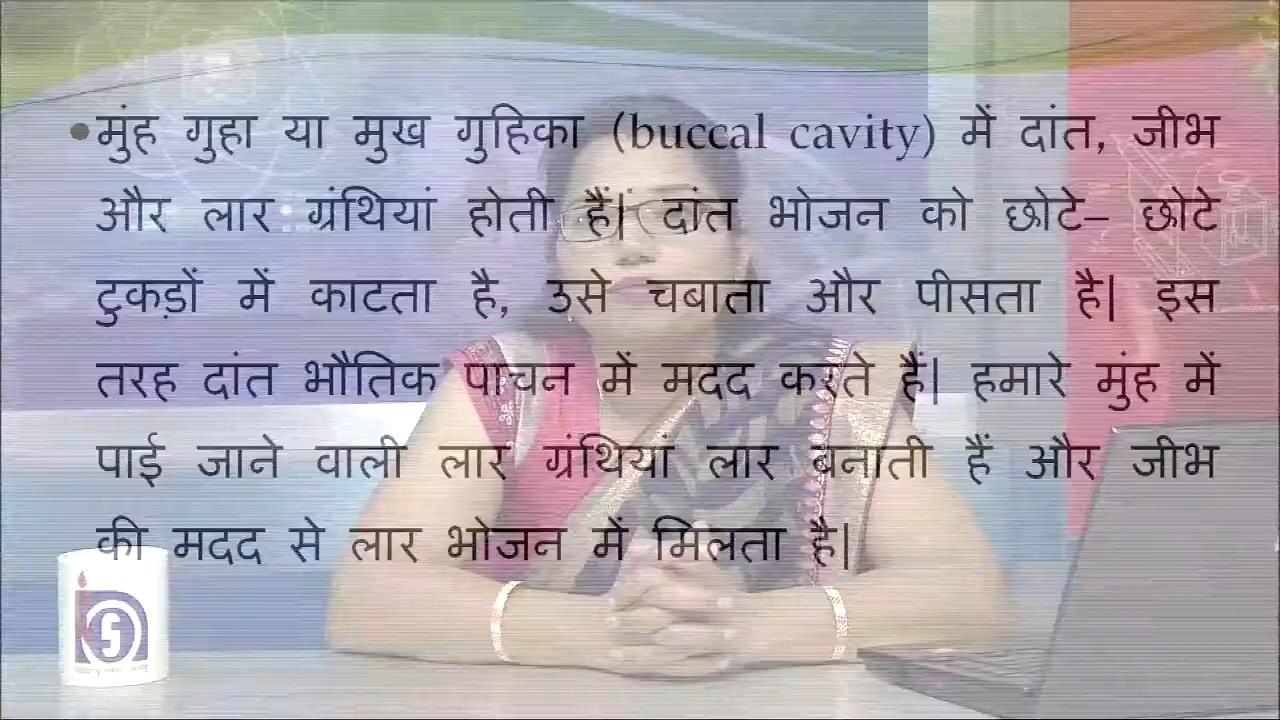 •मुंह गुहा या मुख गुहिका (buccal cavity) में दांत, जीभ
और लार ग्रंथियां होती हैं| दांत भोजन को छोटे– छोटे
टुकड़ों में काटता है, उसे चबाता और पीसता है| इस
तरह दांत भौतिक पाचन में मदद करते हैं| हमारे मुंह में
पाई जाने वाली लार ग्रंथियां लार बनाती हैं और जीभ
की मदद से लार भोजन में मिलता है|